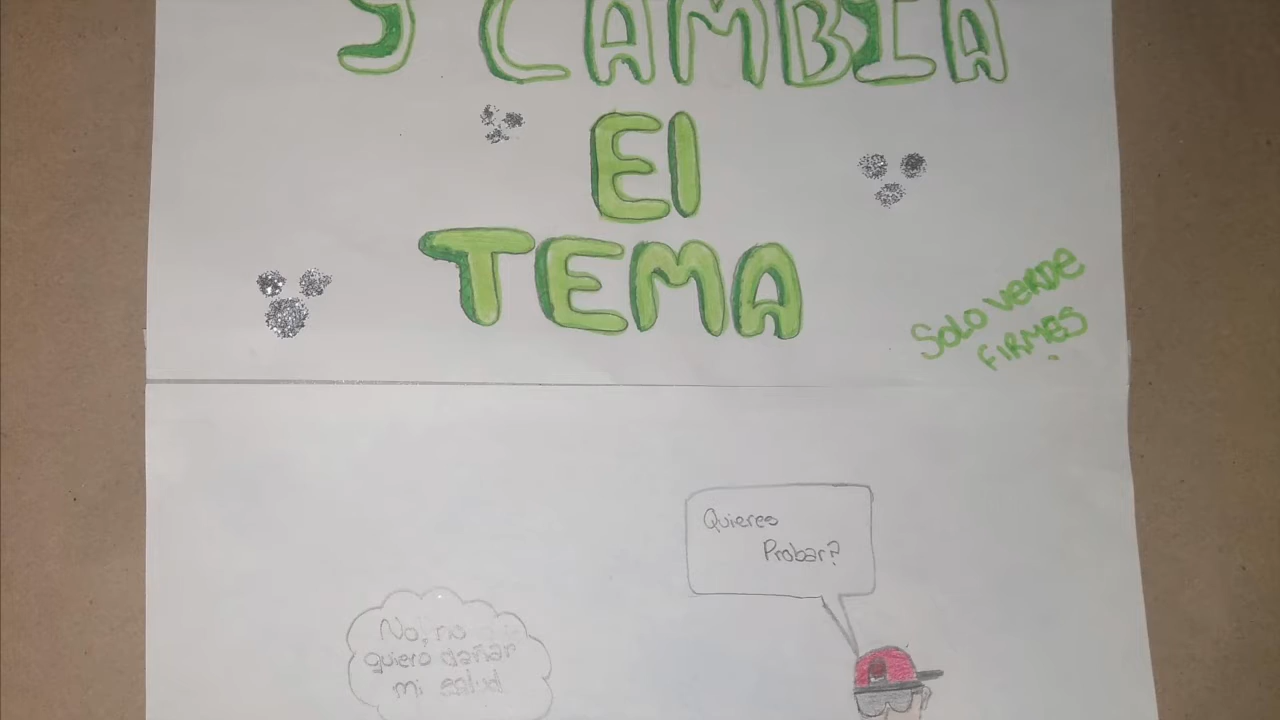 Y CAMBIA
El
TEMA
SOLO VERDE
FIRMES
Quieres
Probar?
No, no
quiero dañar
mi salud